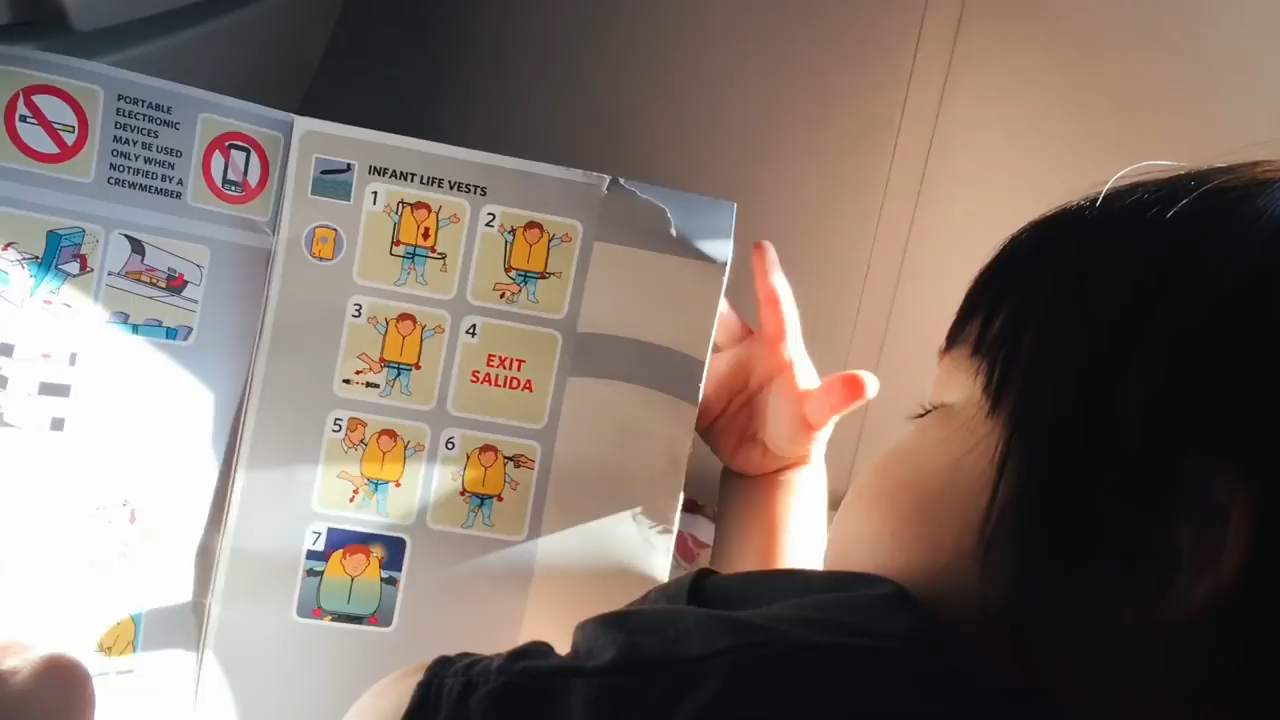 PORTABLE
ELECTRONIC
DEVICES
MAY BE USED
ONLY WHEN
NOTIFIED BY A
CREWMEMBER
INFANT LIFE VESTS
1
2
3
4
EXIT
SALIDA
5
6
7